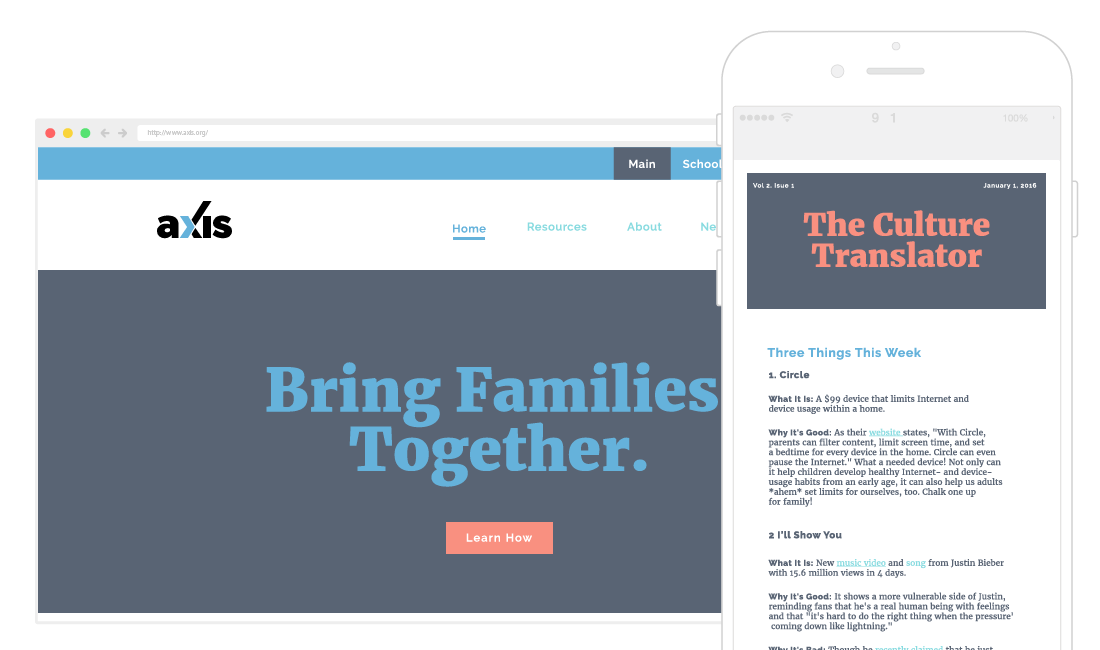 http://www.axis.org/
Main
School
axis
Home
Resources
About
Ne
Bring Families
Together.
Learn How
9 1
100%
Vol 2. Isue 1
January 1, 2016
The Culture
Translator
Three Things This Week
1. Circle
What It Is: A $99 device that limits Internet and
device usage within a home.
Why It's Good: As their website states, "With Circle,
parents can filter content, limit screen time, and set
a bedtime for every device in the home. Circle can even
pause the Internet." What a needed device! Not only can
it help children develop healthy Internet- and device-
usage habits from an early age, it can also help us adults
*ahem* set limits for ourselves, too. Chalk one up
for family!
2 I'll Show You
What It Is: New music video and song from Justin Bieber
with 15.6 million views in 4 days.
Why It's Good: It shows a more vulnerable side of Justin,
reminding fans that he's a real human being with feelings
and that "it's hard to do the right thing when the pressure'
coming down like lightning."
Why It's Bad: Though he recently claimed that he just